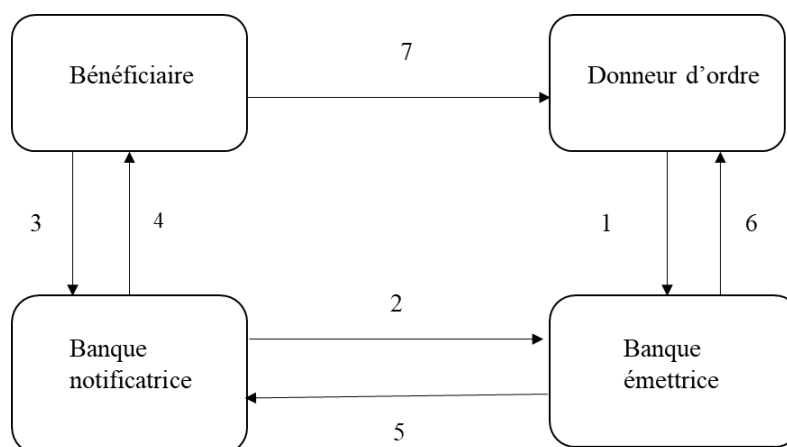 7
Bénéficiaire
Donneur d’ordre
3
4
1
6
2
Banque
notificatrice
Banque
émettrice
5